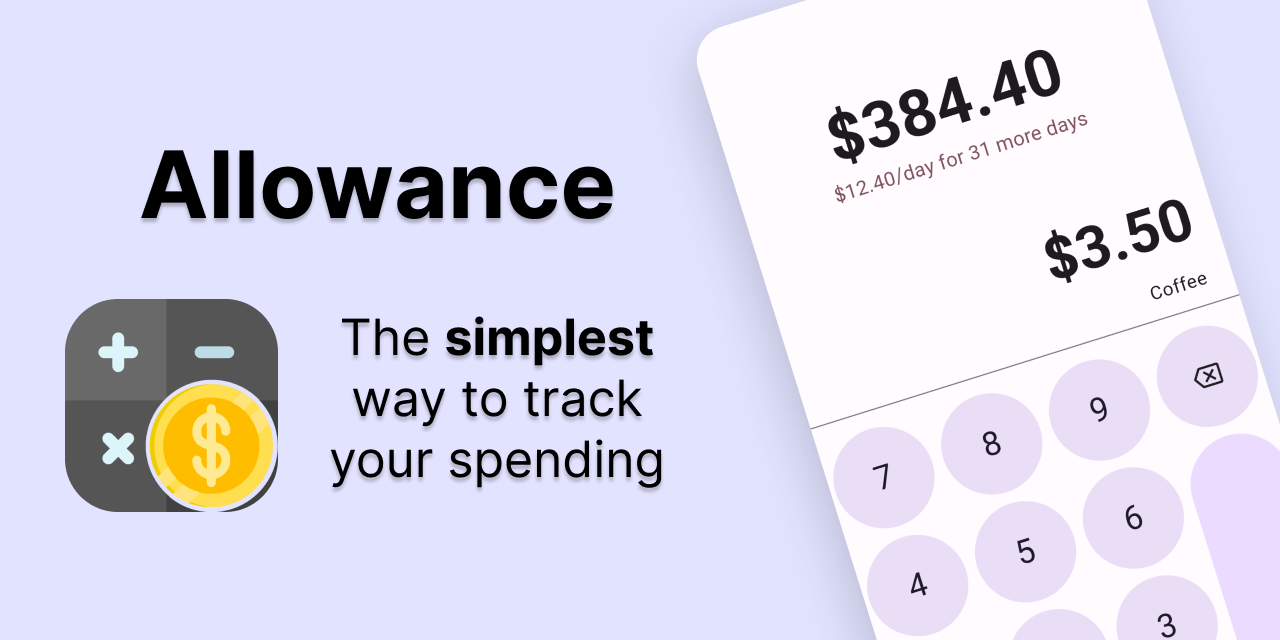 Allowance
The simplest
way to track
your spending
$384.40
$12.40/day for 31 more days
$3.50
Coffee
7 8 9
4 5 6
3